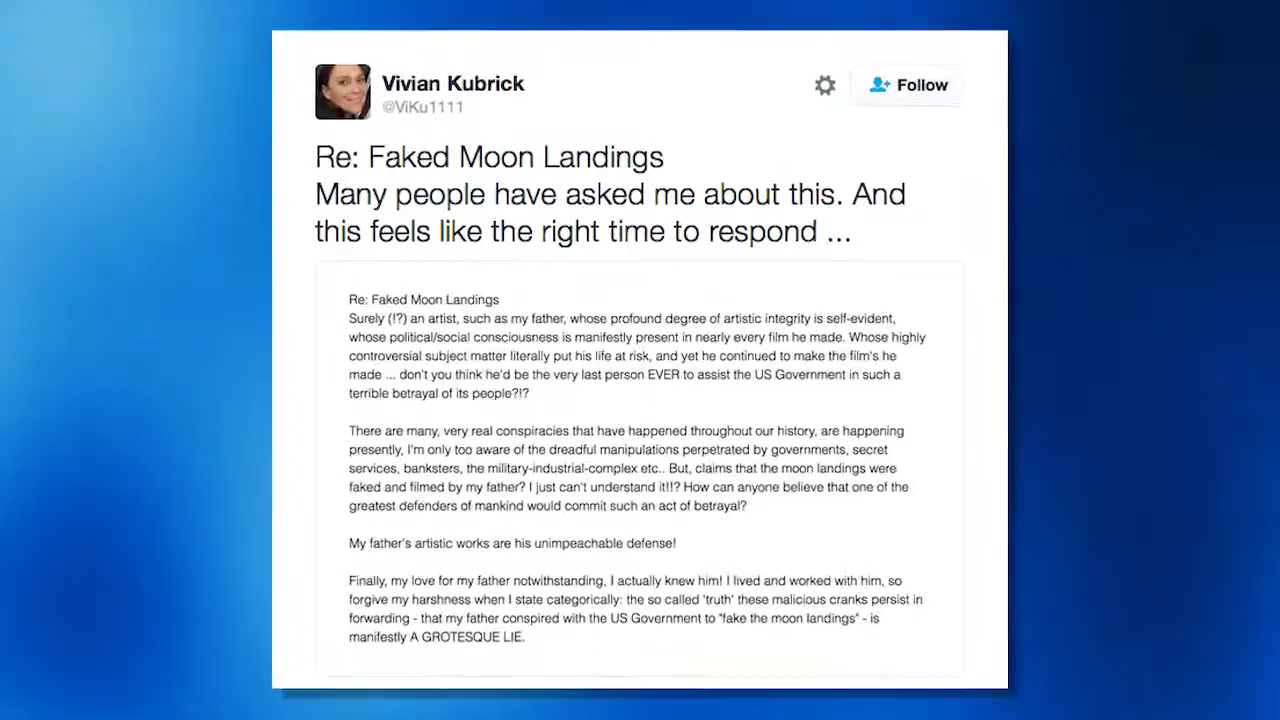 Vivian Kubrick
@ViKu1111
Follow
Re: Faked Moon Landings
Many people have asked me about this. And
this feels like the right time to respond ...
Re: Faked Moon Landings
Surely (!?) an artist, such as my father, whose profound degree of artistic integrity is self-evident,
whose political/social consciousness is manifestly present in nearly every film he made. Whose highly
controversial subject matter literally put his life at risk, and yet he continued to make the film's he
made ... don't you think he'd be the very last person EVER to assist the US Government in such a
terrible betrayal of its people?!?
There are many, very real conspiracies that have happened throughout our history, are happening
presently, I'm only too aware of the dreadful manipulations perpetrated by governments, secret
services, banksters, the military-industrial-complex etc.. But, claims that the moon landings were
faked and filmed by my father? I just can't understand it!!? How can anyone believe that one of the
greatest defenders of mankind would commit such an act of betrayal?
My father's artistic works are his unimpeachable defense!
Finally, my love for my father notwithstanding, I actually knew him! I lived and worked with him, so
forgive my harshness when I state categorically: the so called 'truth' these malicious cranks persist in
forwarding - that my father conspired with the US Government to "fake the moon landings" - is
manifestly A GROTESQUE LIE.